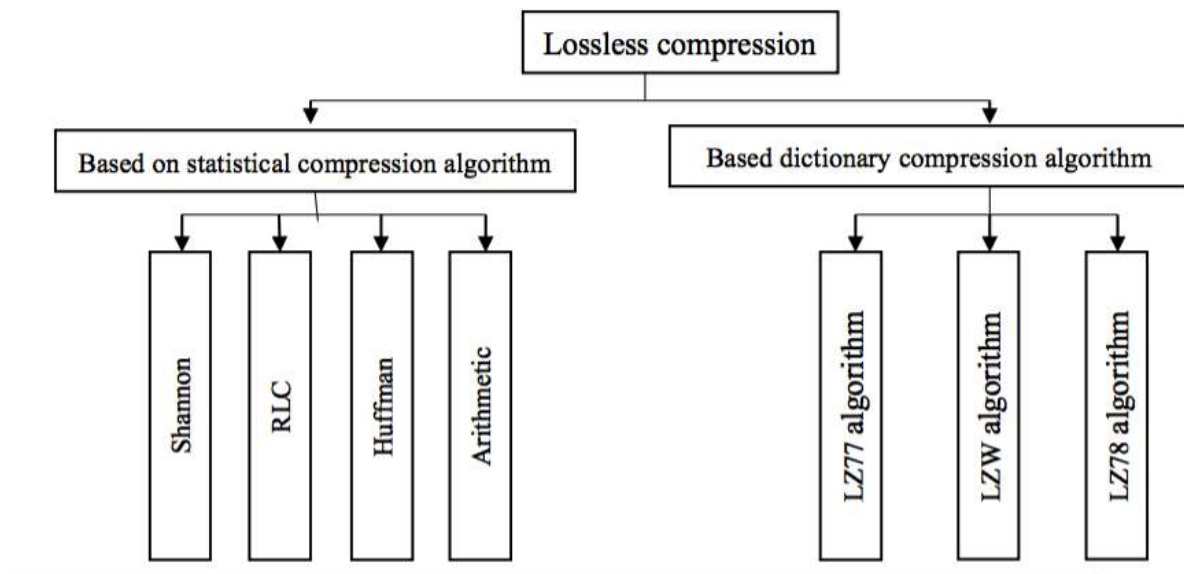 Lossless compression
Based on statistical compression algorithm
Based dictionary compression algorithm
Shannon
RLC
Huffman
Arithmetic
LZ77 algorithm
LZW algorithm
LZ78 algorithm